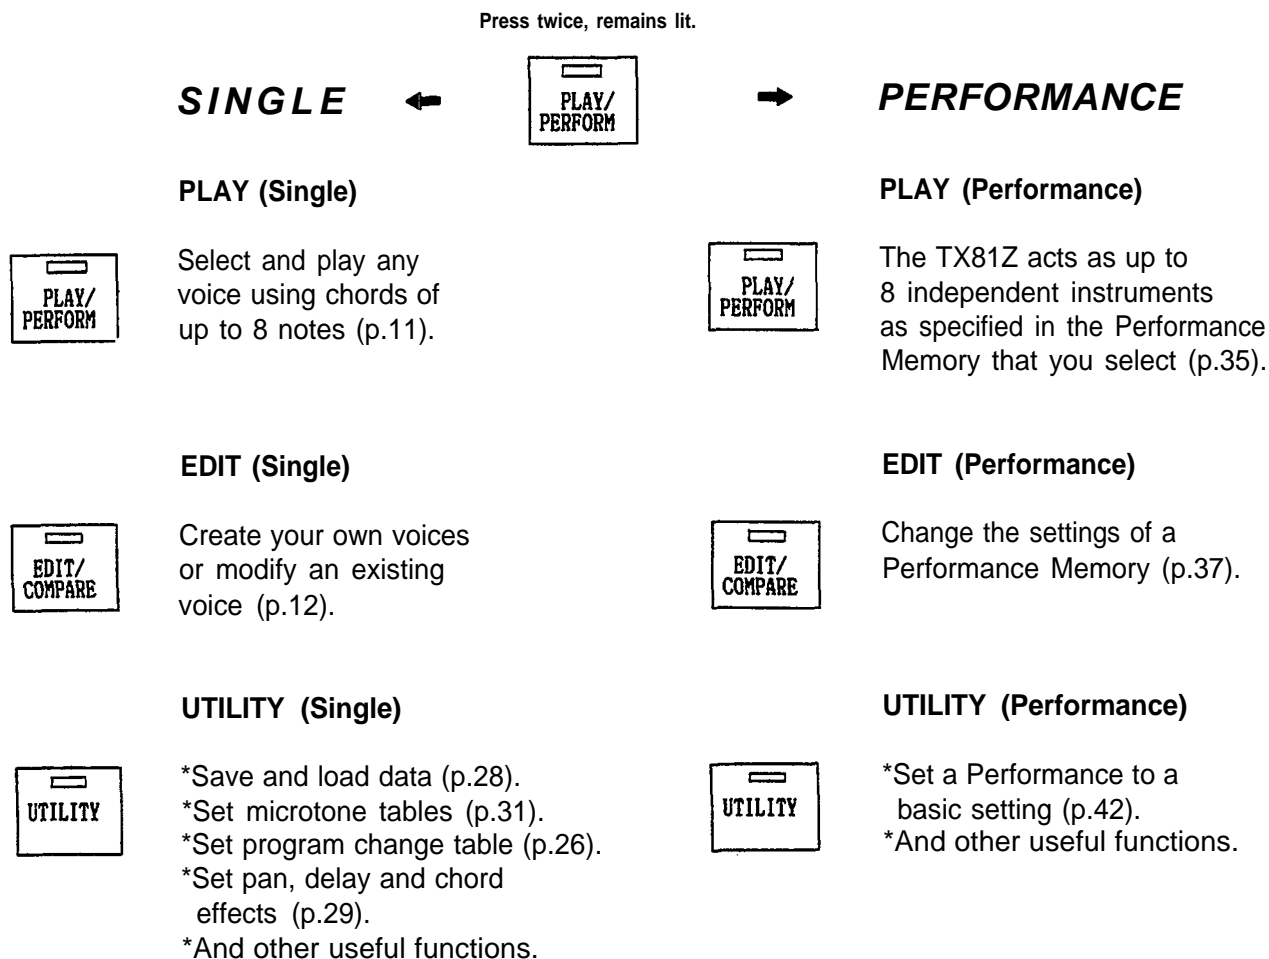 Press twice, remains lit.
SINGLE
PLAY/
PERFORM
PERFORMANCE
PLAY (Single)
PLAY/
PERFORM
Select and play any
voice using chords of
up to 8 notes (p.11).
EDIT (Single)
EDIT/
COMPARE
Create your own voices
or modify an existing
voice (p.12).
UTILITY (Single)
UTILITY
*Save and load data (p.28).
*Set microtone tables (p.31).
*Set program change table (p.26).
*Set pan, delay and chord
effects (p.29).
*And other useful functions.
PLAY (Performance)
PLAY/
PERFORM
The TX81Z acts as up to
8 independent instruments
as specified in the Performance
Memory that you select (p.35).
EDIT (Performance)
EDIT/
COMPARE
Change the settings of a
Performance Memory (p.37).
UTILITY (Performance)
UTILITY
*Set a Performance to a
basic setting (p.42).
*And other useful functions.